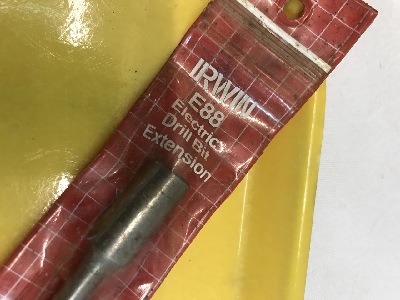 IRWIN
E88
Electric
Drill Bit
Extension